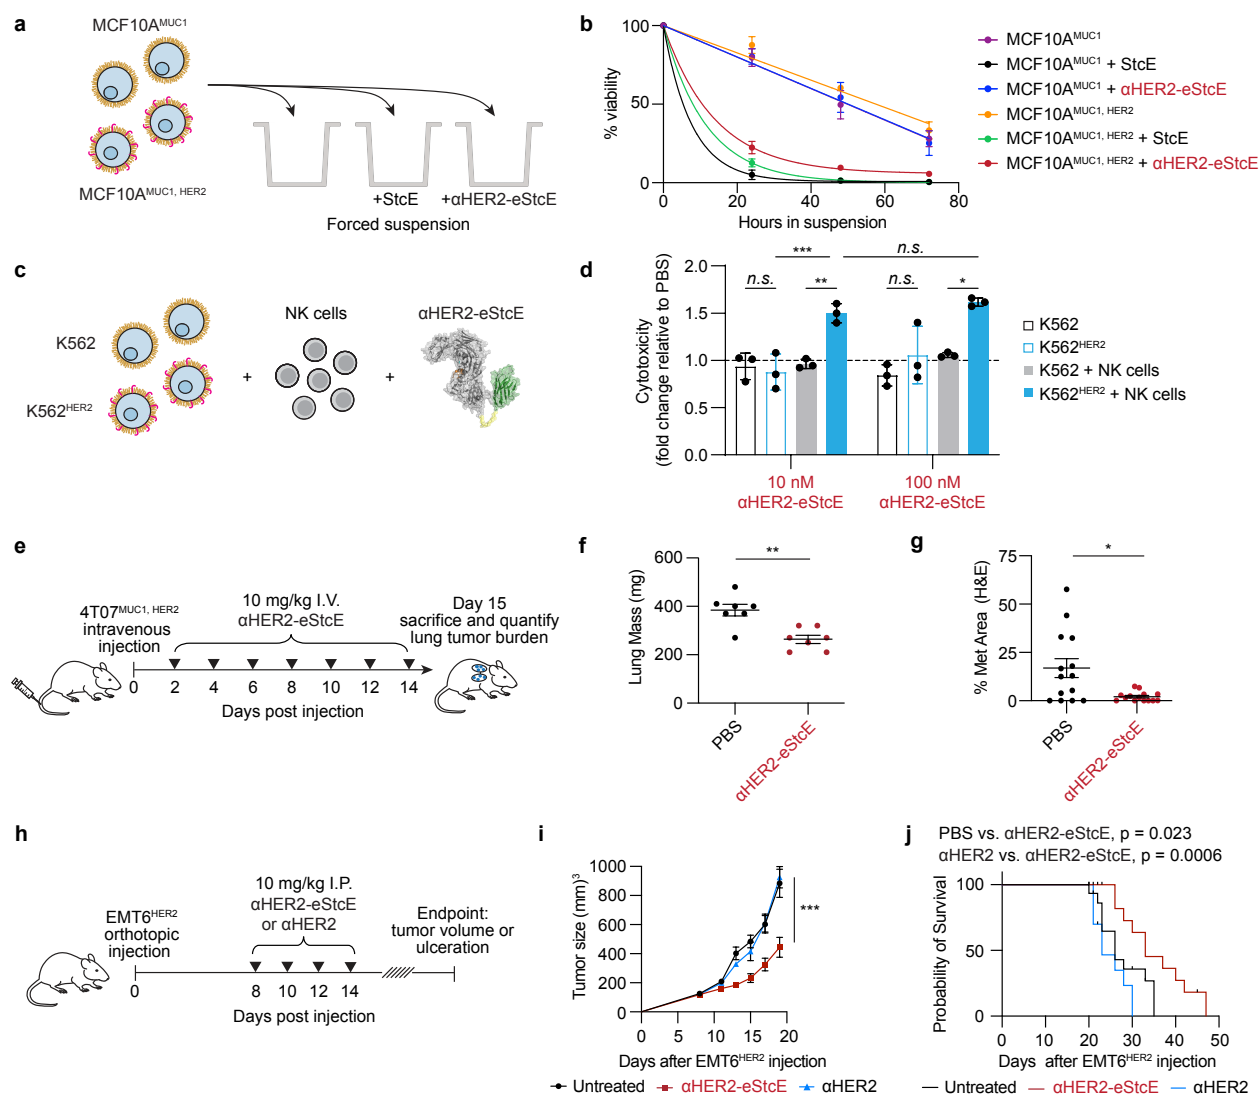 a
MCF10A^MUC1
MCF10A^MUC1, HER2
+StcE
+αHER2-eStcE
Forced suspension
b
% viability
100
50
0
0
20
40
60
80
Hours in suspension
MCF10A^MUC1
MCF10A^MUC1 + StcE
MCF10A^MUC1 + αHER2-eStcE
MCF10A^MUC1, HER2
MCF10A^MUC1, HER2 + StcE
MCF10A^MUC1, HER2 + αHER2-eStcE
c
K562
K562^HER2
+
NK cells
+
αHER2-eStcE
d
Cytotoxicity
(fold change relative to PBS)
2.0
1.5
1.0
0.5
0.0
n.s.
***
**
n.s.
n.s.
*
10 nM
αHER2-eStcE
100 nM
αHER2-eStcE
K562
K562^HER2
K562 + NK cells
K562^HER2 + NK cells
e
4T07^MUC1, HER2
intravenous
injection
10 mg/kg I.V.
αHER2-eStcE
Day 15
sacrifice and quantify
lung tumor burden
0
2
4
6
8
10
12
14
Days post injection
f
Lung Mass (mg)
600
400
200
0
**
PBS
αHER2-eStcE
g
% Met Area (H&E)
75
50
25
0
*
PBS
αHER2-eStcE
h
EMT6^HER2
orthotopic
injection
10 mg/kg I.P.
αHER2-eStcE
or αHER2
Endpoint:
tumor volume or
ulceration
0
8
10
12
14
Days post injection
i
Tumor size (mm)³
1000
800
600
400
200
0
***
0
5
10
15
20
Days after EMT6^HER2 injection
Untreated
αHER2-eStcE
αHER2
j
PBS vs. αHER2-eStcE, p = 0.023
αHER2 vs. αHER2-eStcE, p = 0.0006
Probability of Survival
100
50
0
0
10
20
30
40
50
Days after EMT6^HER2 injection
Untreated
αHER2-eStcE
αHER2